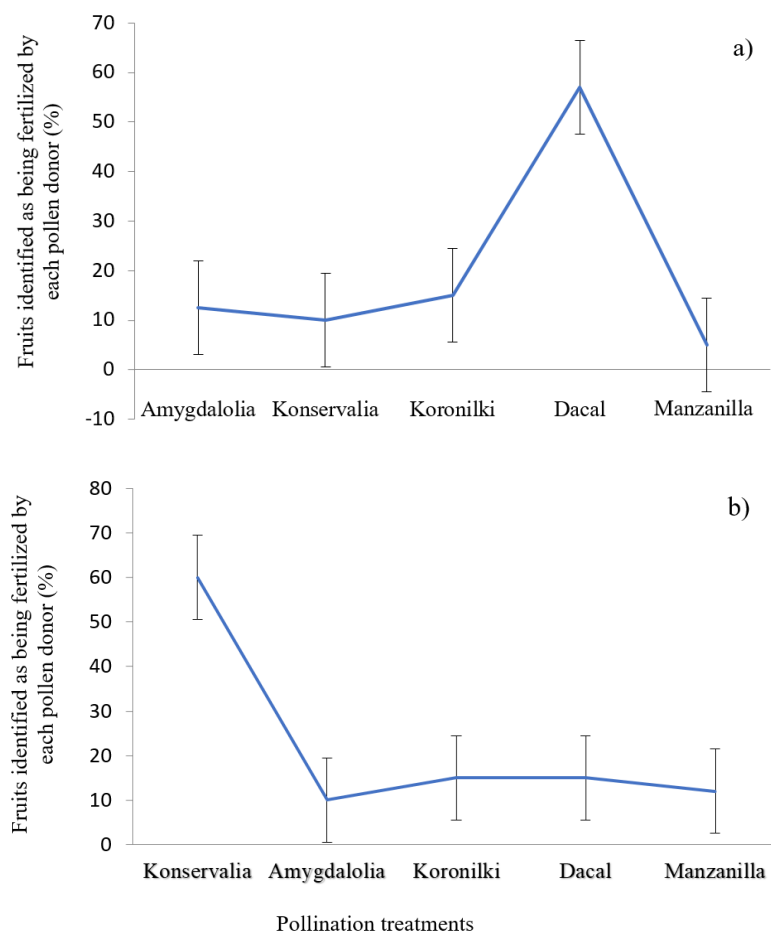 a)
Fruits identified as being fertilized by
each pollen donor (%)
70
60
50
40
30
20
10
0
-10
Amygdalolia Konservalia Koronilki Dacal Manzanilla
b)
Fruits identified as being fertilized by
each pollen donor (%)
80
70
60
50
40
30
20
10
0
Konservalia Amygdalolia Koronilki Dacal Manzanilla
Pollination treatments